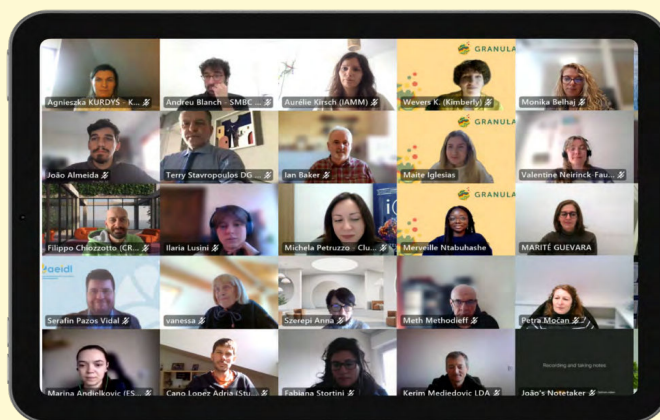 GRANULA
Agnieszka KURDYS - K...
Andreu Blanch - SMBC ...
Aurélie Kirsch (IAMM)
Wevers K. (Kimberly)
Monika Belhaj
GRANULA
João Almeida
Terry Stavropoulos DG ...
Ian Baker
Maite Iglesias
Valentine Neirinck-Fau...
GRANULA
Filippo Chiozzotto (CR...
Ilaria Lusini
Michela Petruzzo - Clu...
Merveille Ntabuhashe
MARITÉ GUEVARA
aeidl
Serafin Pazos Vidal
vanessa
Szerepi Anna
Meth Methodieff
Petra Močan
Recording and taking notes
Marina Andjelkovic (ES...
Cano Lopez Adria (Stu...
Fabiana Stortini
Kerim Mededovic LDA
João's Notetaker